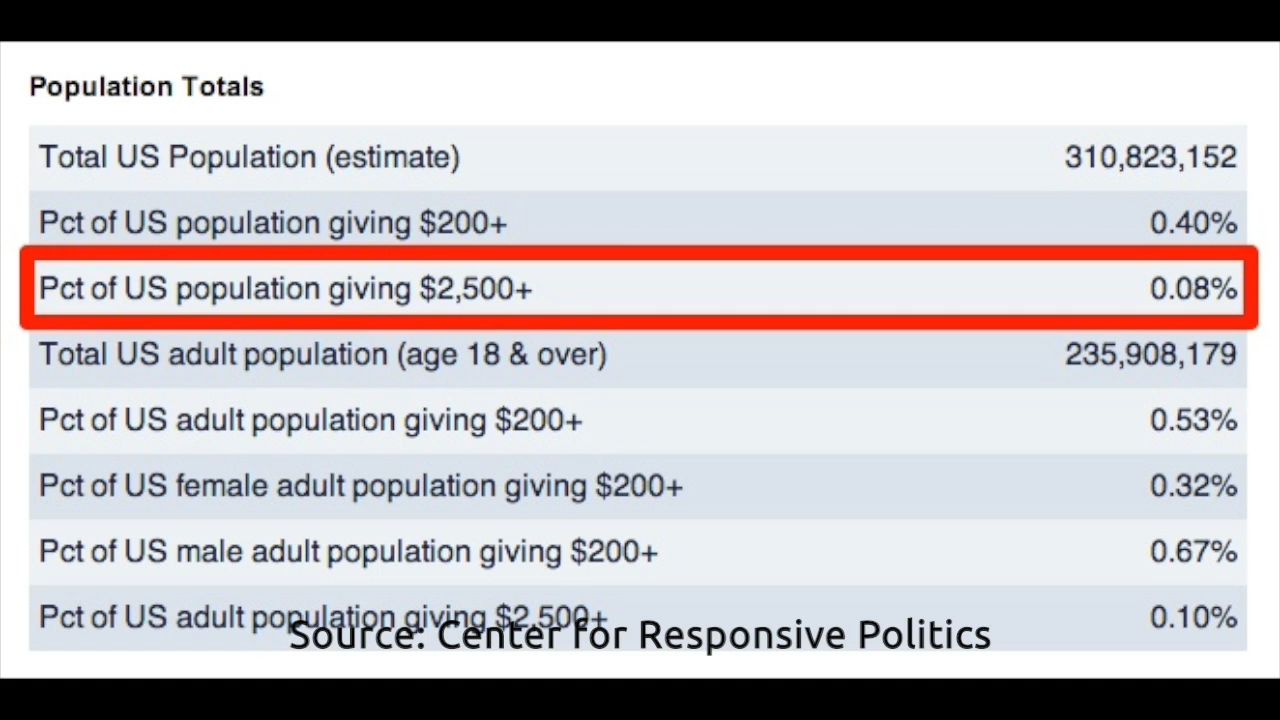 Population Totals
Total US Population (estimate) 310,823,152
Pct of US population giving $200+ 0.40%
Pct of US population giving $2,500+ 0.08%
Total US adult population (age 18 & over) 235,908,179
Pct of US adult population giving $200+ 0.53%
Pct of US female adult population giving $200+ 0.32%
Pct of US male adult population giving $200+ 0.67%
Pct of US adult population giving $2,500+ 0.10%
Source: Center for Responsive Politics